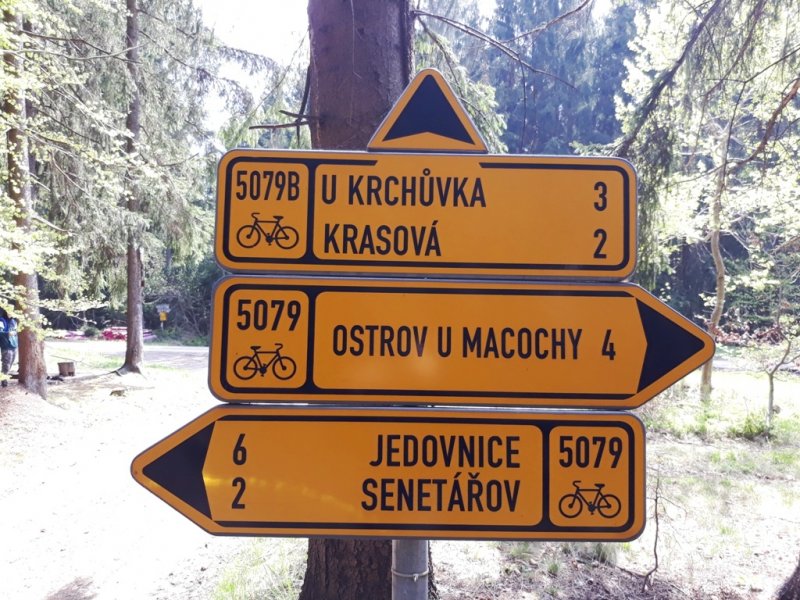 5079B U KRCHŮVKA 3
KRASOVÁ 2
5079 OSTROV U MACOCHY 4
6 JEDOVNICE 5079
2 SENETÁŘOV